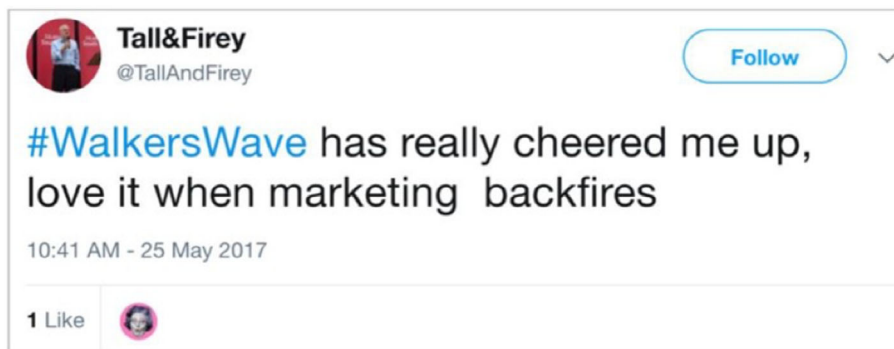 Tall&Firey
@TallAndFirey
Follow
#WalkersWave has really cheered me up,
love it when marketing  backfires
10:41 AM - 25 May 2017
1 Like